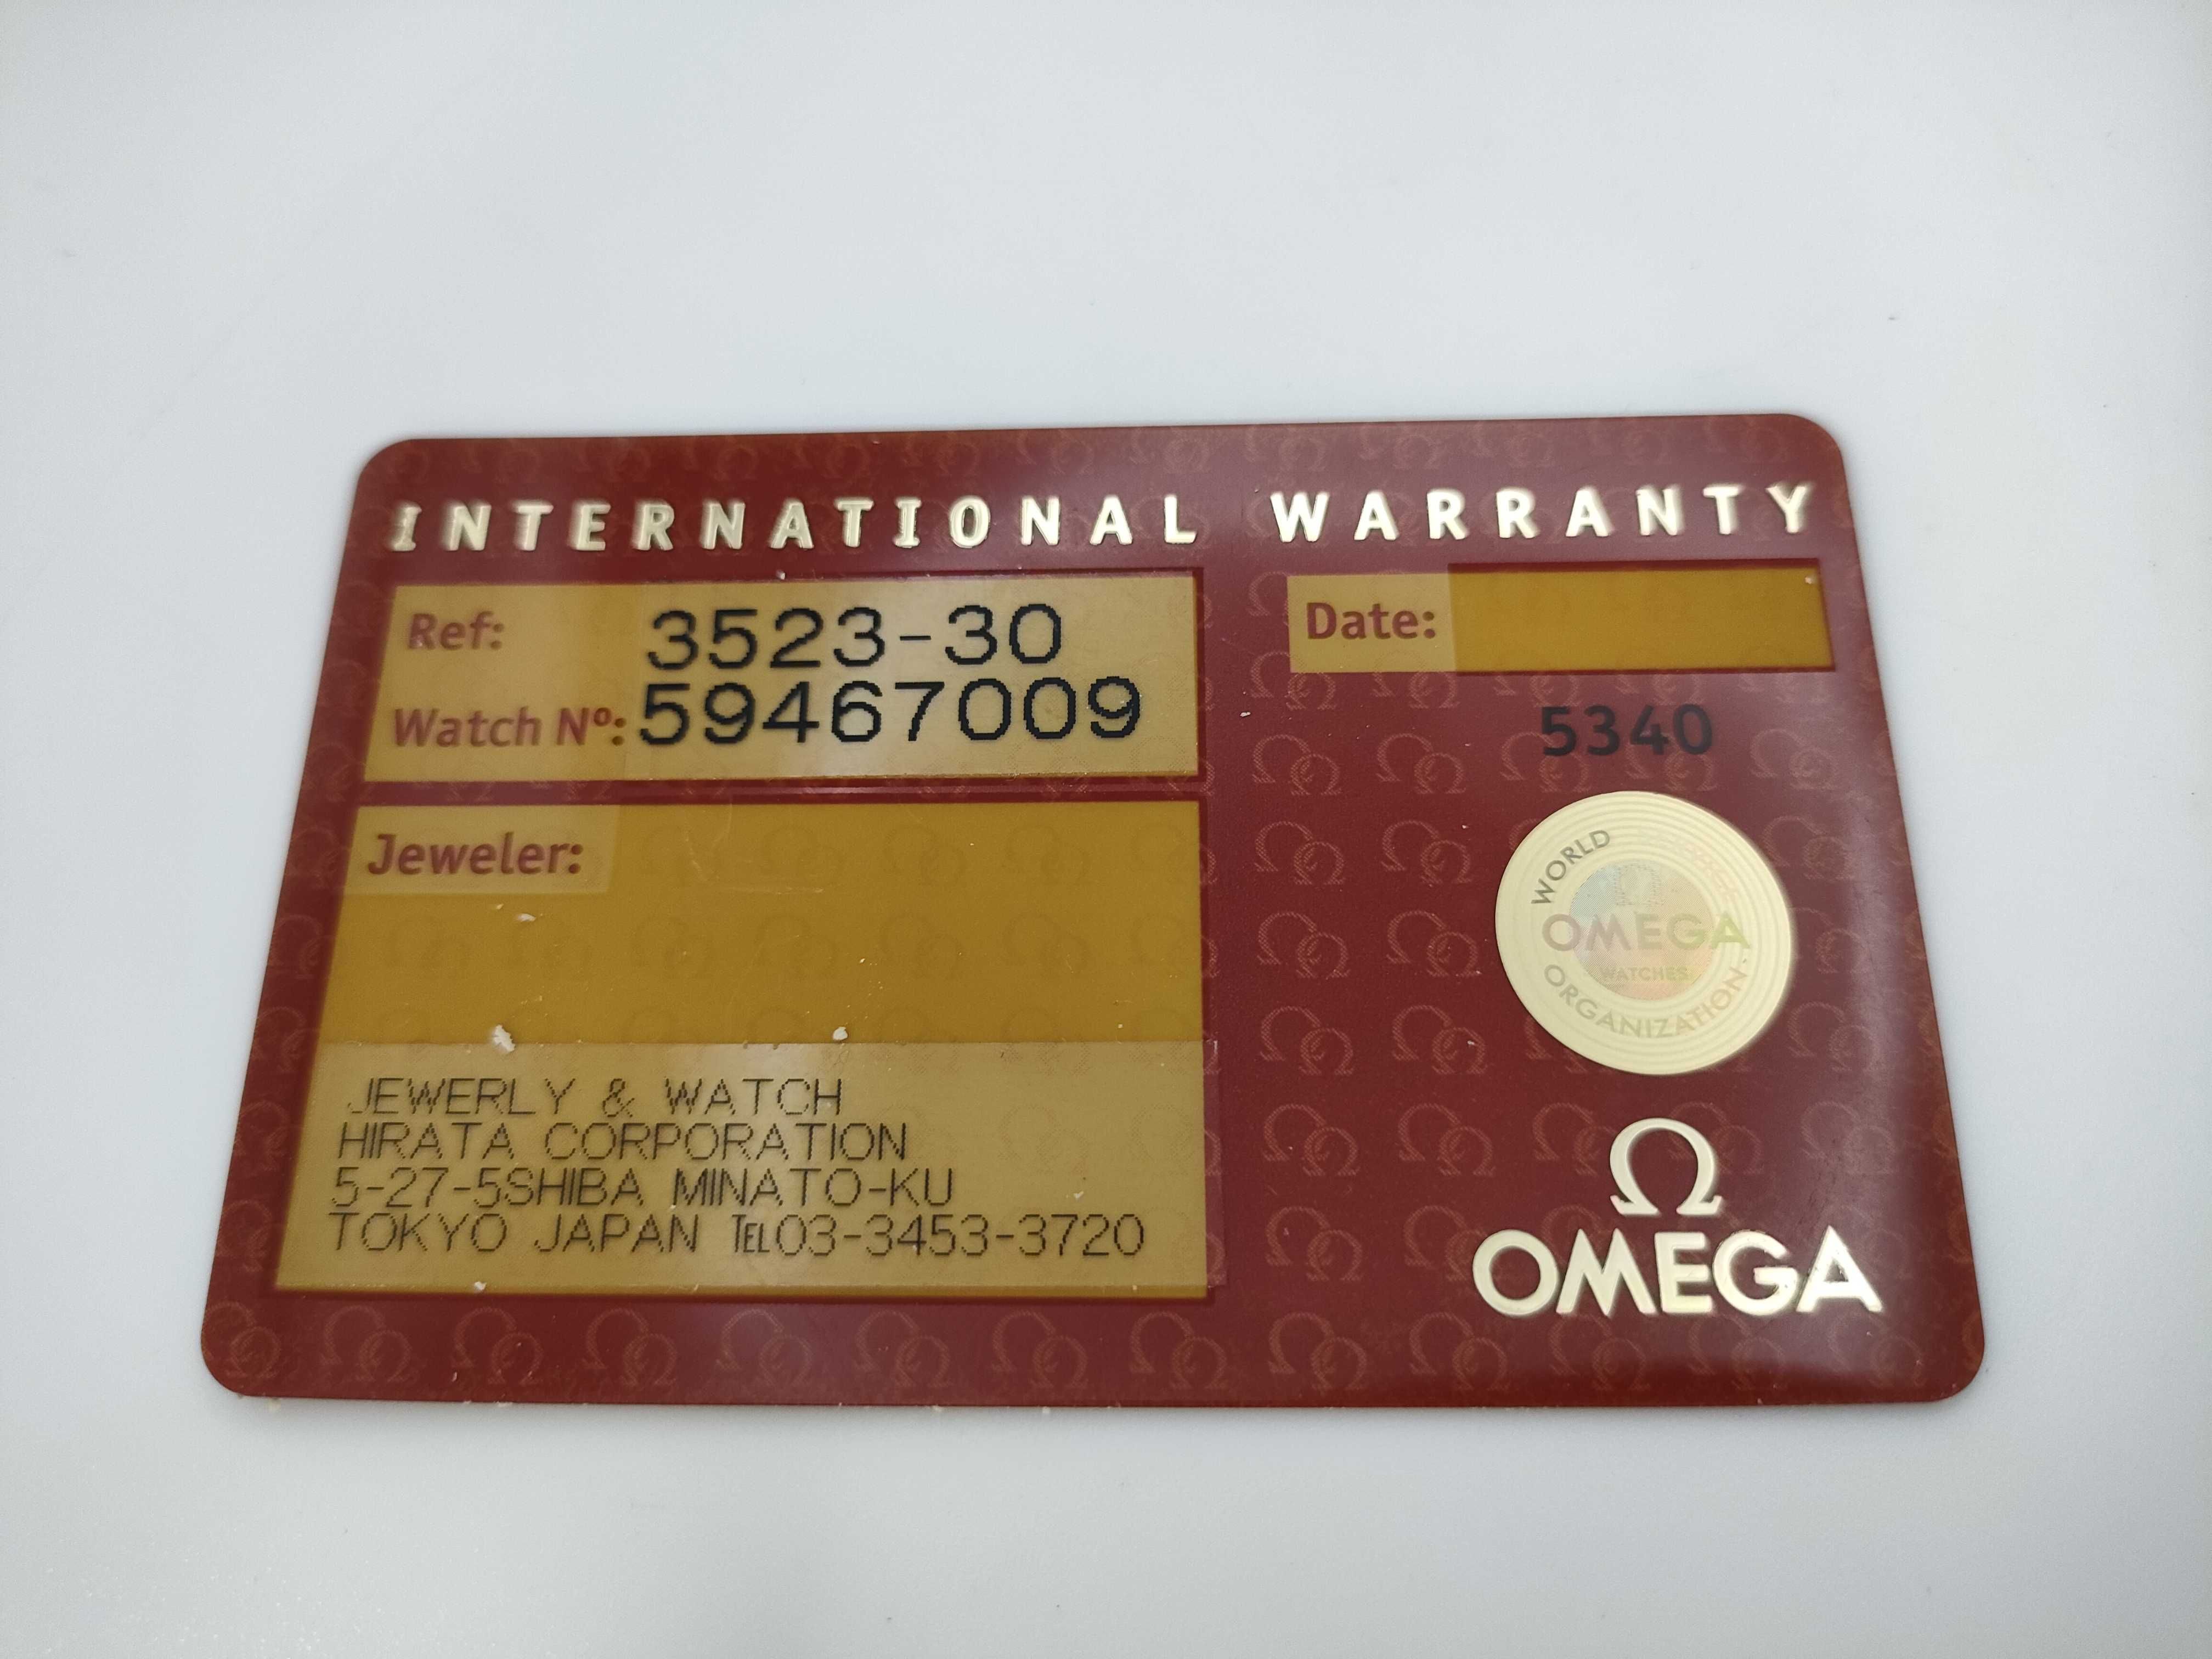 INTERNATIONAL WARRANTY
Ref: 3523-30
Watch Nº: 59467009
Date:
5340
Jeweler:
JEWERLY & WATCH
HIRATA CORPORATION
5-27-5SHIBA MINATO-KU
TOKYO JAPAN ℡03-3453-3720
WORLD
Ω
OMEGA
WATCHES
ORGANIZATION
Ω
OMEGA